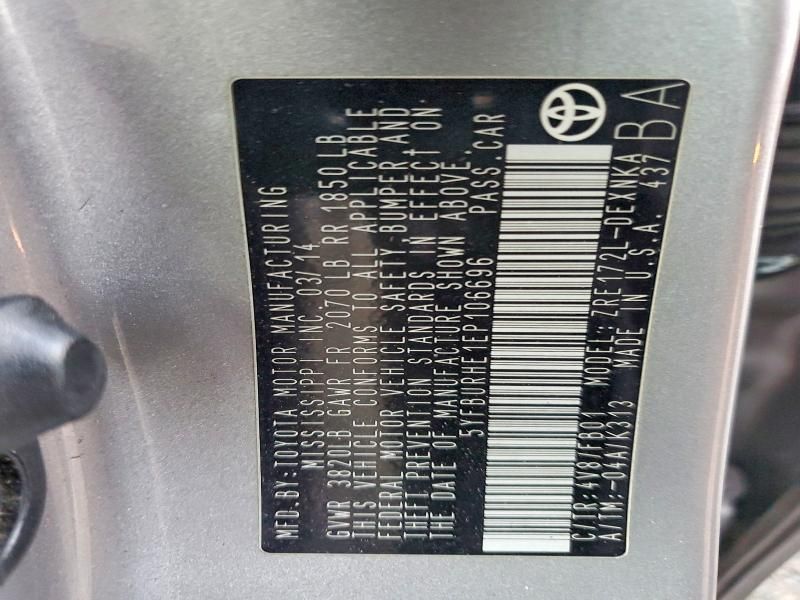 MFD.BY:TOYOTA MOTOR MANUFACTURING
MISSISSIPPI INC.03/14
GVWR 3820LB GAWR FR 2070 LB RR 1850LB
THIS VEHICLE CONFORMS TO ALL APPLICABLE
FEDERAL MOTOR VEHICLE SAFETY,BUMPER,AND
THEFT PREVENTION STANDARDS IN EFFECT ON
THE DATE OF MANUFACTURE SHOWN ABOVE.
5YFBURHE1EP106696 PASS.CAR
C/TR:4V87FB01 MODEL:ZRE172L-DEXNKA
A/TM:-04A/K313 MADE IN U.S.A. 437 BA